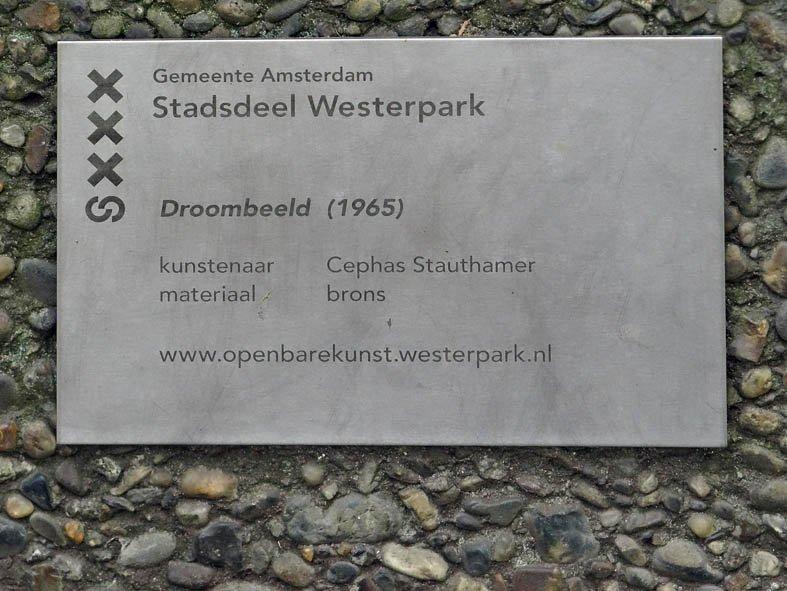 Gemeente Amsterdam
Stadsdeel Westerpark
Droombeeld (1965)
kunstenaar Cephas Stauthamer
materiaal brons
www.openbarekunst.westerpark.nl